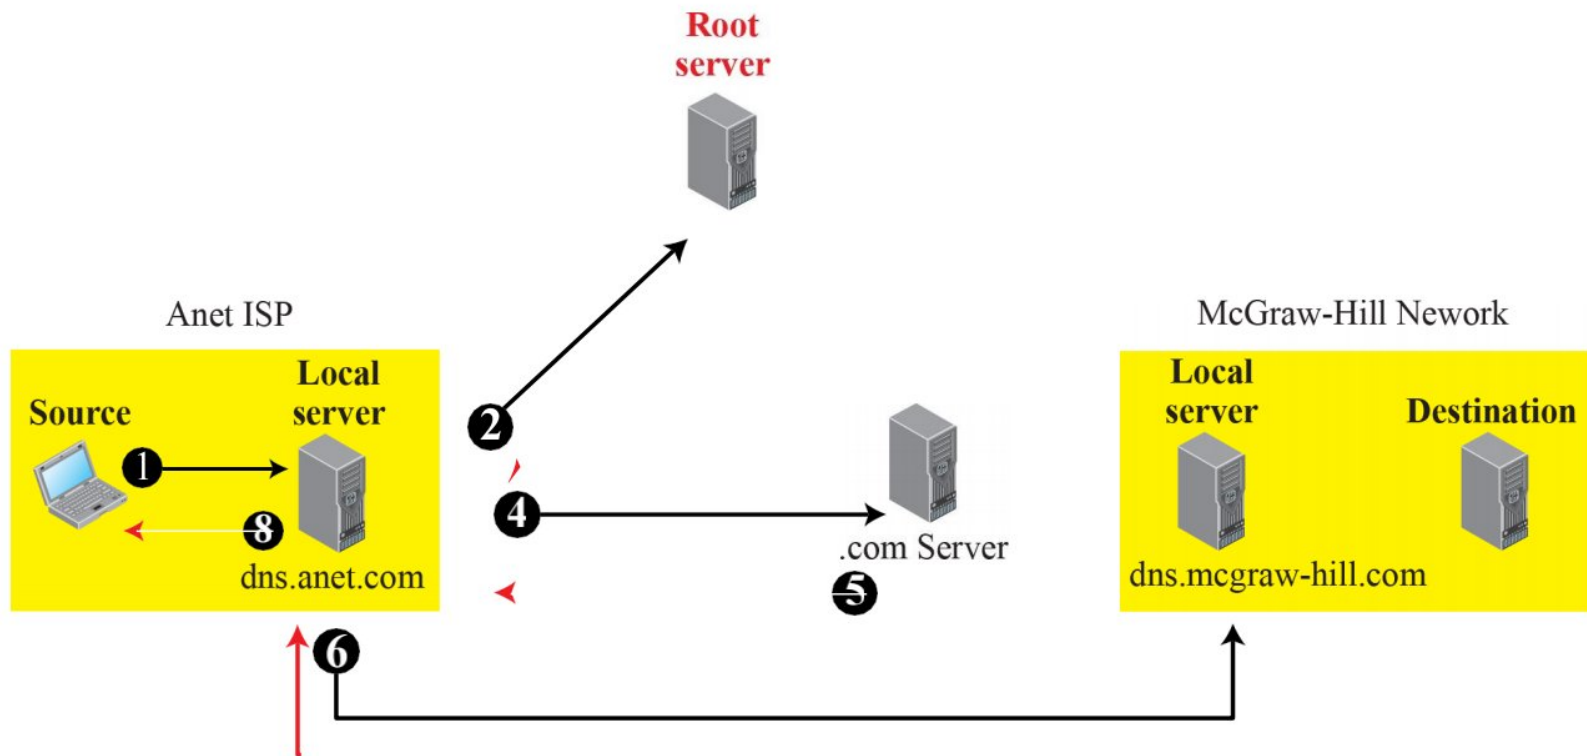 Root
server
Anet ISP
McGraw-Hill Nework
Local
server
Source
Local
server
Destination
1
2
4
8
dns.anet.com
.com Server
5
dns.mcgraw-hill.com
6